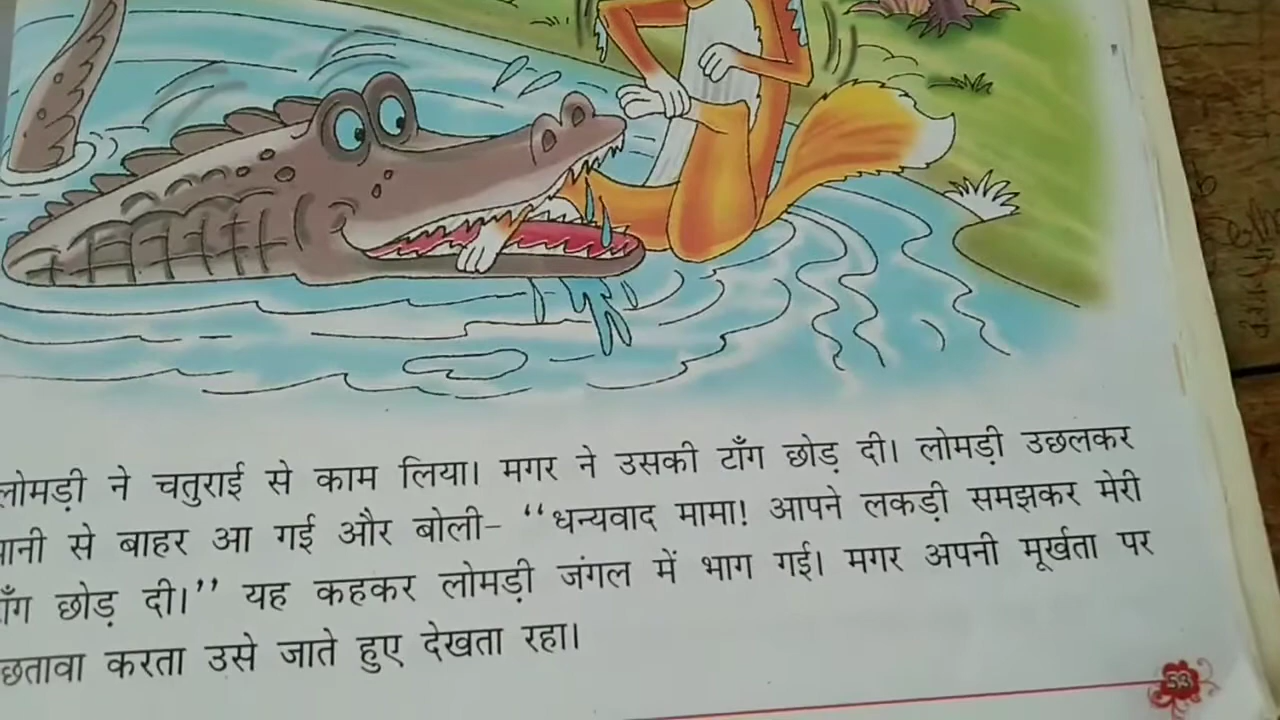 लोमड़ी ने चतुराई से काम लिया। मगर ने उसकी टाँग छोड़ दी। लोमड़ी उछलकर
पानी से बाहर आ गई और बोली- “धन्यवाद मामा! आपने लकड़ी समझकर मेरी
टाँग छोड़ दी।” यह कहकर लोमड़ी जंगल में भाग गई। मगर अपनी मूर्खता पर
पछतावा करता उसे जाते हुए देखता रहा।
53